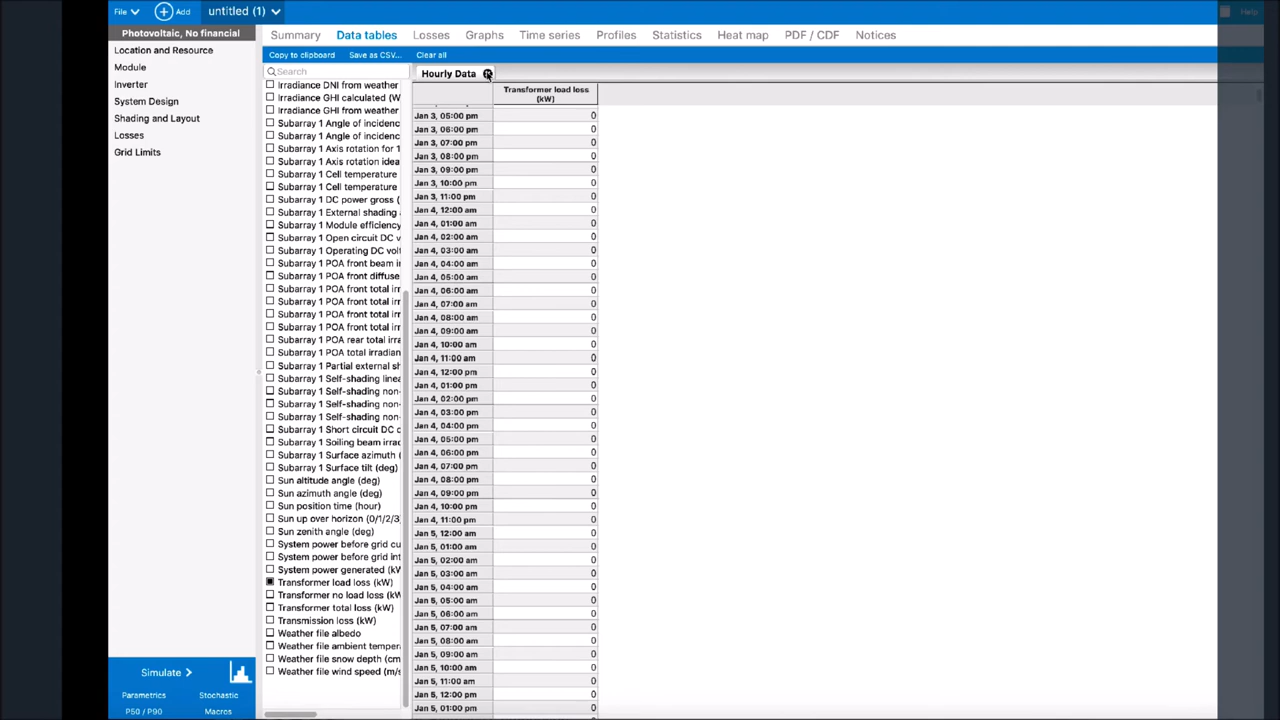 File
Add
untitled (1)
Help
Photovoltaic, No financial
Location and Resource
Module
Inverter
System Design
Shading and Layout
Losses
Grid Limits
Simulate >
Parametrics
Stochastic
P50 / P90
Macros
Summary
Data tables
Losses
Graphs
Time series
Profiles
Statistics
Heat map
PDF / CDF
Notices
Copy to clipboard
Save as CSV...
Clear all
Search
Irradiance DNI from weather
Irradiance GHI calculated (W
Irradiance GHI from weather
Subarray 1 Angle of incidenc
Subarray 1 Angle of incidenc
Subarray 1 Axis rotation for 1
Subarray 1 Axis rotation idea
Subarray 1 Cell temperature
Subarray 1 Cell temperature
Subarray 1 DC power gross (
Subarray 1 External shading
Subarray 1 Module efficiency
Subarray 1 Open circuit DC v
Subarray 1 Operating DC volt
Subarray 1 POA front beam ir
Subarray 1 POA front diffuse
Subarray 1 POA front total irr
Subarray 1 POA front total irr
Subarray 1 POA front total irr
Subarray 1 POA front total irr
Subarray 1 POA rear total irr
Subarray 1 POA total irradian
Subarray 1 Partial external sh
Subarray 1 Self-shading linea
Subarray 1 Self-shading non-
Subarray 1 Self-shading non-
Subarray 1 Self-shading non-
Subarray 1 Short circuit DC c
Subarray 1 Soiling beam irrad
Subarray 1 Surface azimuth (
Subarray 1 Surface tilt (deg)
Sun altitude angle (deg)
Sun azimuth angle (deg)
Sun position time (hour)
Sun up over horizon (0/1/2/3
Sun zenith angle (deg)
System power before grid cu
System power before grid int
System power generated (kW
Transformer load loss (kW)
Transformer no load loss (kW
Transformer total loss (kW)
Transmission loss (kW)
Weather file albedo
Weather file ambient temper
Weather file snow depth (cm
Weather file wind speed (m/s
Hourly Data
Transformer load loss
(kW)
Jan 3, 05:00 pm 0
Jan 3, 06:00 pm 0
Jan 3, 07:00 pm 0
Jan 3, 08:00 pm 0
Jan 3, 09:00 pm 0
Jan 3, 10:00 pm 0
Jan 3, 11:00 pm 0
Jan 4, 12:00 am 0
Jan 4, 01:00 am 0
Jan 4, 02:00 am 0
Jan 4, 03:00 am 0
Jan 4, 04:00 am 0
Jan 4, 05:00 am 0
Jan 4, 06:00 am 0
Jan 4, 07:00 am 0
Jan 4, 08:00 am 0
Jan 4, 09:00 am 0
Jan 4, 10:00 am 0
Jan 4, 11:00 am 0
Jan 4, 12:00 pm 0
Jan 4, 01:00 pm 0
Jan 4, 02:00 pm 0
Jan 4, 03:00 pm 0
Jan 4, 04:00 pm 0
Jan 4, 05:00 pm 0
Jan 4, 06:00 pm 0
Jan 4, 07:00 pm 0
Jan 4, 08:00 pm 0
Jan 4, 09:00 pm 0
Jan 4, 10:00 pm 0
Jan 4, 11:00 pm 0
Jan 5, 12:00 am 0
Jan 5, 01:00 am 0
Jan 5, 02:00 am 0
Jan 5, 03:00 am 0
Jan 5, 04:00 am 0
Jan 5, 05:00 am 0
Jan 5, 06:00 am 0
Jan 5, 07:00 am 0
Jan 5, 08:00 am 0
Jan 5, 09:00 am 0
Jan 5, 10:00 am 0
Jan 5, 11:00 am 0
Jan 5, 12:00 pm 0
Jan 5, 01:00 pm 0